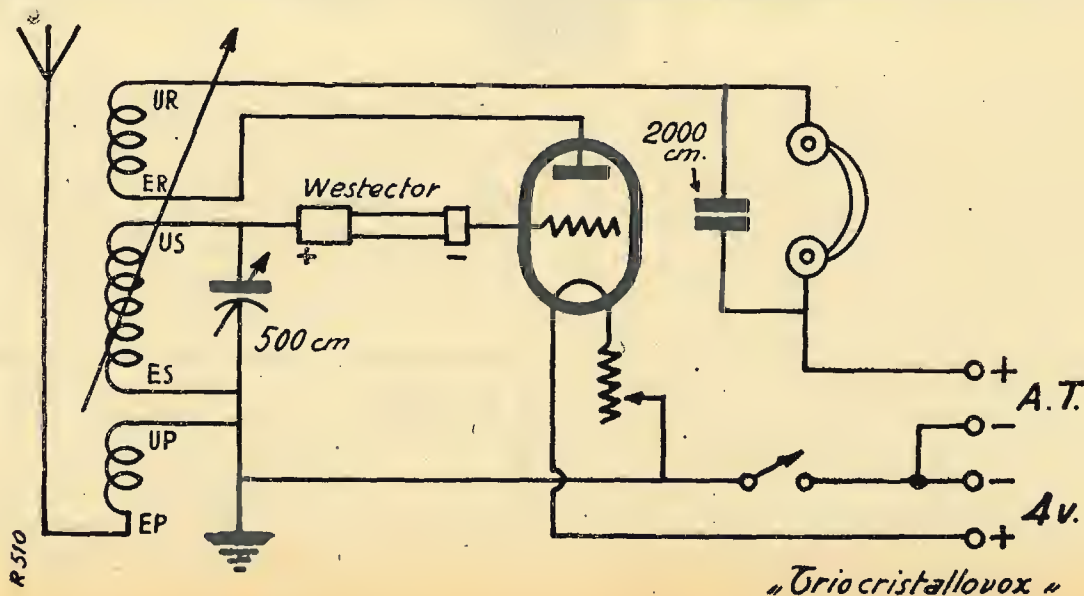 UR
ER
US
ES
UP
EP
Westector
+
-
500 cm
2000
cm.
+
A.T.
-
-
4v.
+
R 510
„Triocristallovox„